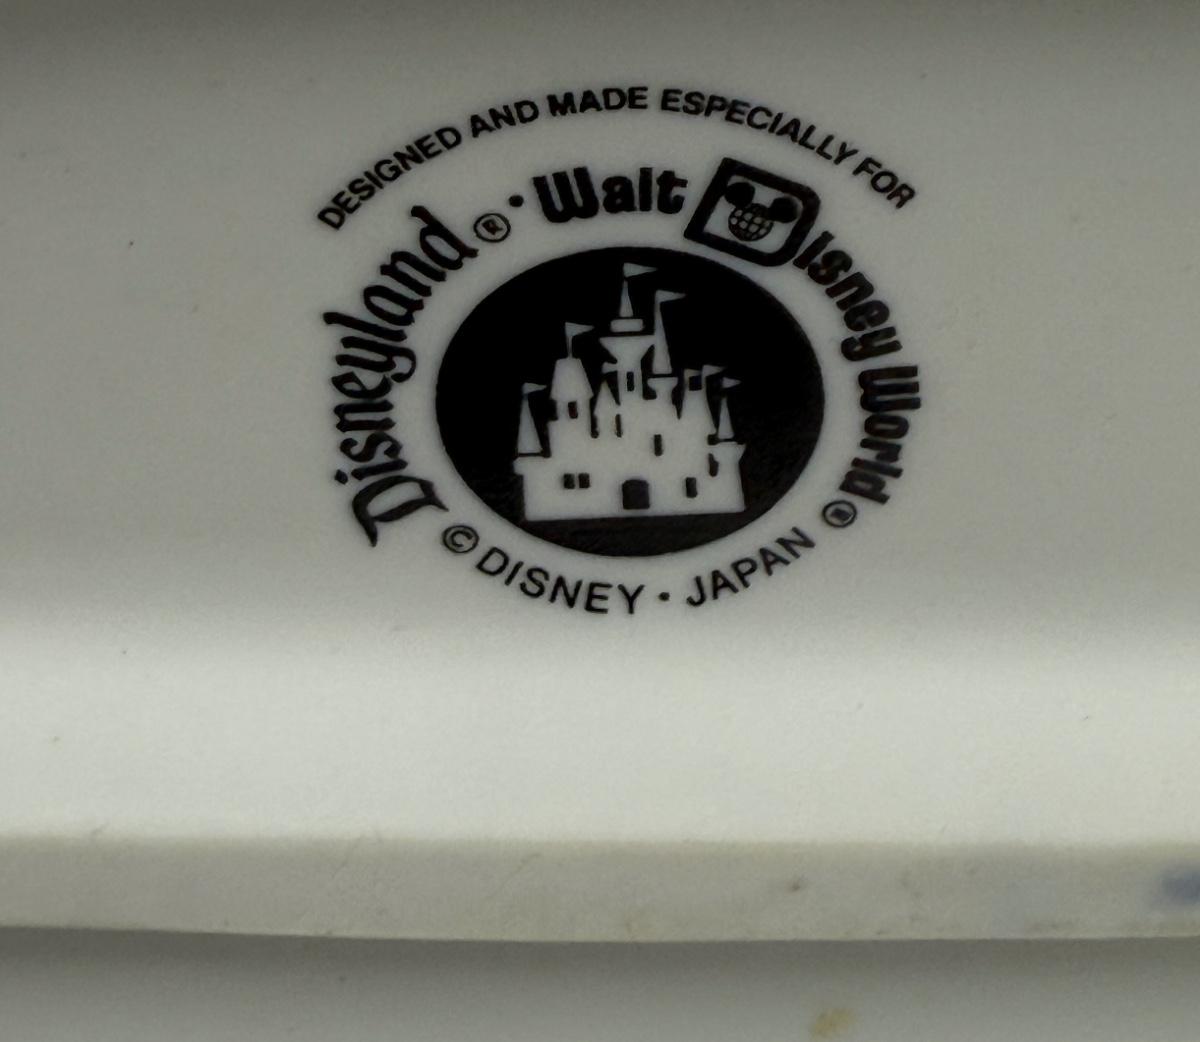 DESIGNED AND MADE ESPECIALLY FOR
Disneyland® · Walt Disney World®
© DISNEY · JAPAN